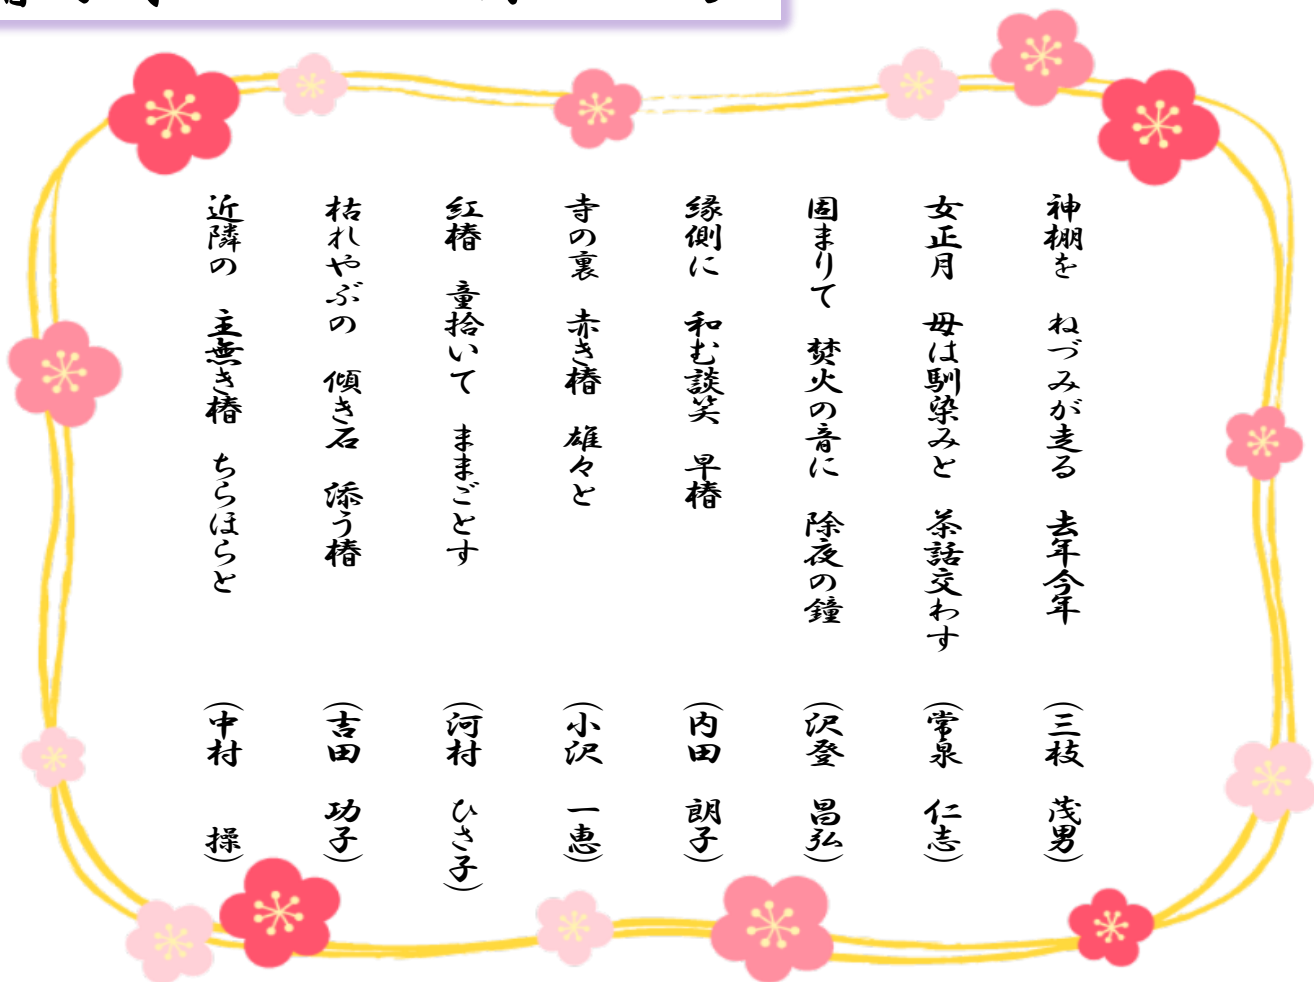 神棚を　ねづみが走る　去年今年　（三枝　茂男）
女正月　母は馴染みと　茶話交わす　（常泉　仁志）
固まりて　焚火の音に　除夜の鐘　（沢登　昌弘）
縁側に　和む談笑　早椿　（内田　朗子）
寺の裏　赤き椿　雄々と　（小沢　一恵）
紅椿　童拾いて　ままごとす　（河村　ひさ子）
枯れやぶの　傾き石　添う椿　（吉田　功子）
近隣の　主無き椿　ちらほらと　（中村　操）